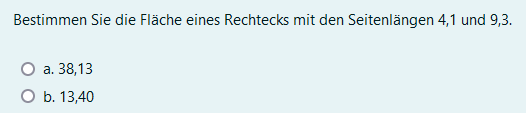 Bestimmen Sie die Fläche eines Rechtecks mit den Seitenlängen 4,1 und 9,3.
a. 38,13
b. 13,40